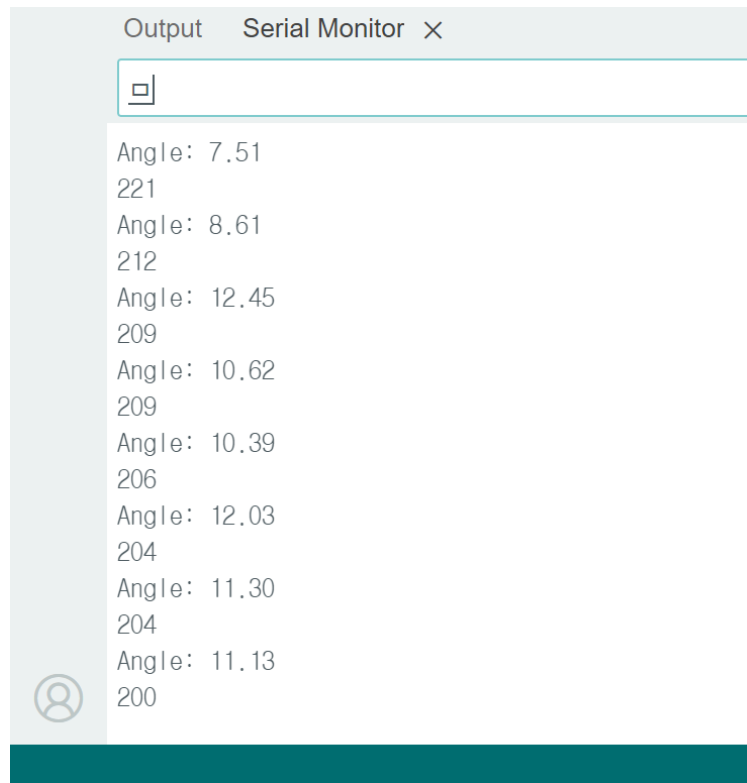 Output Serial Monitor ×
ㅁ
Angle: 7.51
221
Angle: 8.61
212
Angle: 12.45
209
Angle: 10.62
209
Angle: 10.39
206
Angle: 12.03
204
Angle: 11.30
204
Angle: 11.13
200